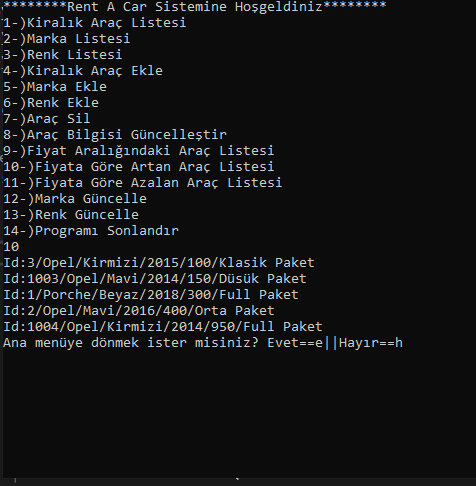 ********Rent A Car Sistemine Hoşgeldiniz********
1-)Kiralık Araç Listesi
2-)Marka Listesi
3-)Renk Listesi
4-)Kiralık Araç Ekle
5-)Marka Ekle
6-)Renk Ekle
7-)Araç Sil
8-)Araç Bilgisi Güncelleştir
9-)Fiyat Aralığındaki Araç Listesi
10-)Fiyata Göre Artan Araç Listesi
11-)Fiyata Göre Azalan Araç Listesi
12-)Marka Güncelle
13-)Renk Güncelle
14-)Programı Sonlandır
10
Id:3/Opel/Kirmizi/2015/100/Klasik Paket
Id:1003/Opel/Mavi/2014/150/Düsük Paket
Id:1/Porche/Beyaz/2018/300/Full Paket
Id:2/Opel/Mavi/2016/400/Orta Paket
Id:1004/Opel/Kirmizi/2014/950/Full Paket
Ana menüye dönmek ister misiniz? Evet==e||Hayır==h